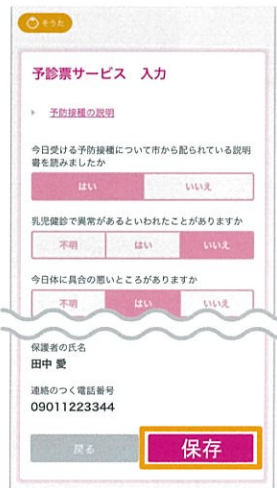 そうた
予診票サービス　入力
予防接種の説明
今日受ける予防接種について市から配られている説明
書を読みましたか
はい　いいえ
乳児健診で異常があるといわれたことがありますか
不明　はい　いいえ
今日体に具合の悪いところがありますか
不明　はい　いいえ
保護者の氏名
田中 愛
連絡のつく電話番号
09011223344
戻る　保存